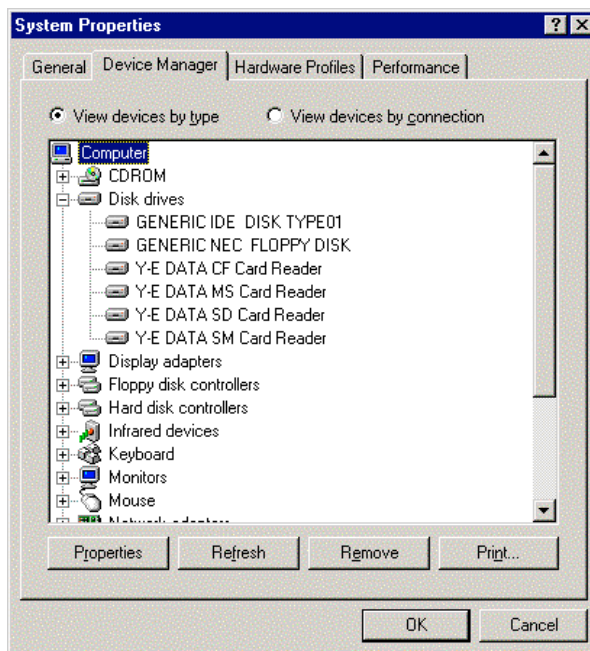 System Properties
General Device Manager Hardware Profiles Performance
View devices by type View devices by connection
Computer
CDROM
Disk drives
GENERIC IDE  DISK TYPE01
GENERIC NEC  FLOPPY DISK
Y-E DATA CF Card Reader
Y-E DATA MS Card Reader
Y-E DATA SD Card Reader
Y-E DATA SM Card Reader
Display adapters
Floppy disk controllers
Hard disk controllers
Infrared devices
Keyboard
Monitors
Mouse
Network adapters
Properties Refresh Remove Print...
OK Cancel